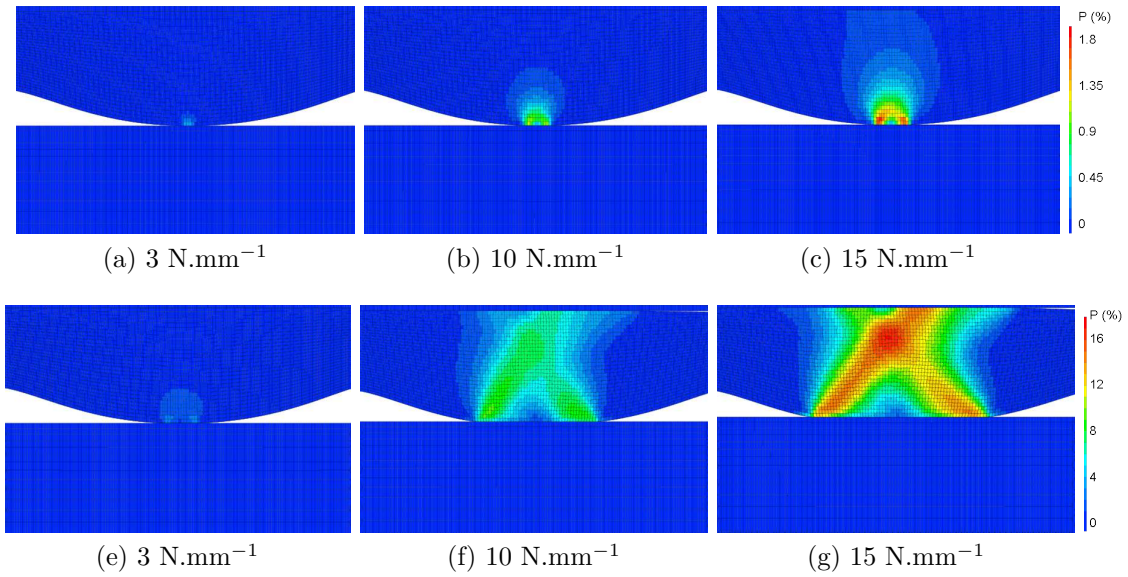 P (%)
1.8
1.35
0.9
0.45
0
(a) 3 N.mm⁻¹
(b) 10 N.mm⁻¹
(c) 15 N.mm⁻¹
P (%)
16
12
8
4
0
(e) 3 N.mm⁻¹
(f) 10 N.mm⁻¹
(g) 15 N.mm⁻¹